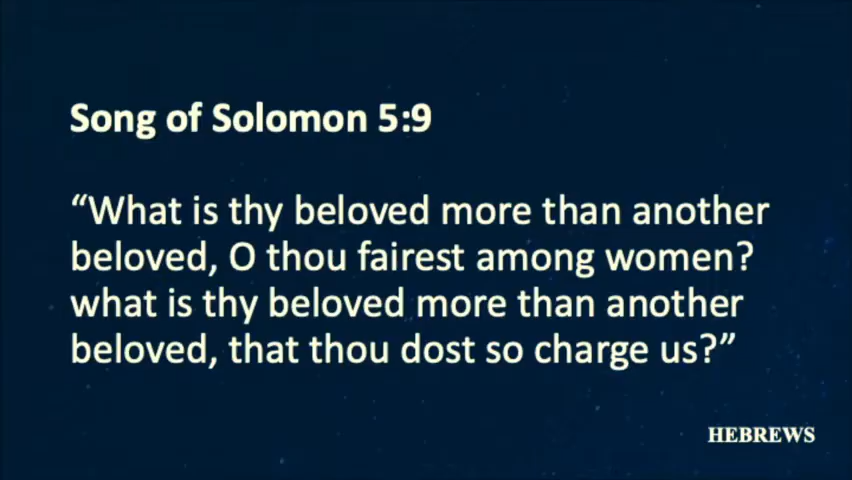 Song of Solomon 5:9
“What is thy beloved more than another
beloved, O thou fairest among women?
what is thy beloved more than another
beloved, that thou dost so charge us?”
HEBREWS